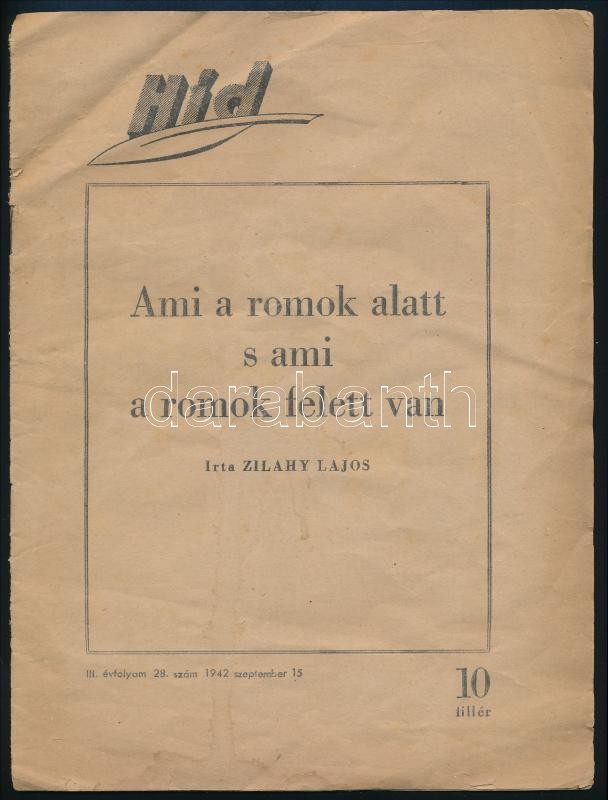 Híd
Ami a romok alatt
s ami
a romok felett van
darabanth
Irta ZILAHY LAJOS
III. évfolyam 28. szám 1942 szeptember 15
10
fillér